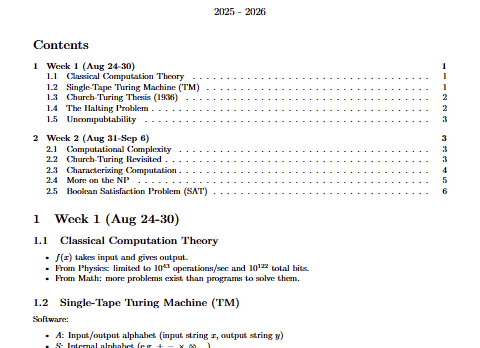 2025 - 2026
Contents
1 Week 1 (Aug 24-30) 1
1.1 Classical Computation Theory . . . . . . . . . . . . . . . . . . . . . . . . . . . . . . 1
1.2 Single-Tape Turing Machine (TM) . . . . . . . . . . . . . . . . . . . . . . . . . . . . 1
1.3 Church-Turing Thesis (1936) . . . . . . . . . . . . . . . . . . . . . . . . . . . . . . 2
1.4 The Halting Problem . . . . . . . . . . . . . . . . . . . . . . . . . . . . . . . . . . 2
1.5 Uncomputability . . . . . . . . . . . . . . . . . . . . . . . . . . . . . . . . . . . 3
2 Week 2 (Aug 31-Sep 6) 3
2.1 Computational Complexity . . . . . . . . . . . . . . . . . . . . . . . . . . . . . . . 3
2.2 Church-Turing Revisited . . . . . . . . . . . . . . . . . . . . . . . . . . . . . . . . 3
2.3 Characterizing Computation . . . . . . . . . . . . . . . . . . . . . . . . . . . . . . . 4
2.4 More on the NP . . . . . . . . . . . . . . . . . . . . . . . . . . . . . . . . . . . 5
2.5 Boolean Satisfaction Problem (SAT) . . . . . . . . . . . . . . . . . . . . . . . . . . . 6
1 Week 1 (Aug 24-30)
1.1 Classical Computation Theory
• f(x) takes input and gives output.
• From Physics: limited to 10⁴³ operations/sec and 10¹²² total bits.
• From Math: more problems exist than programs to solve them.
1.2 Single-Tape Turing Machine (TM)
Software:
• A: Input/output alphabet (input string x, output string y)
• S: Internal alphabet (e.g. + − × ⊗ ...)